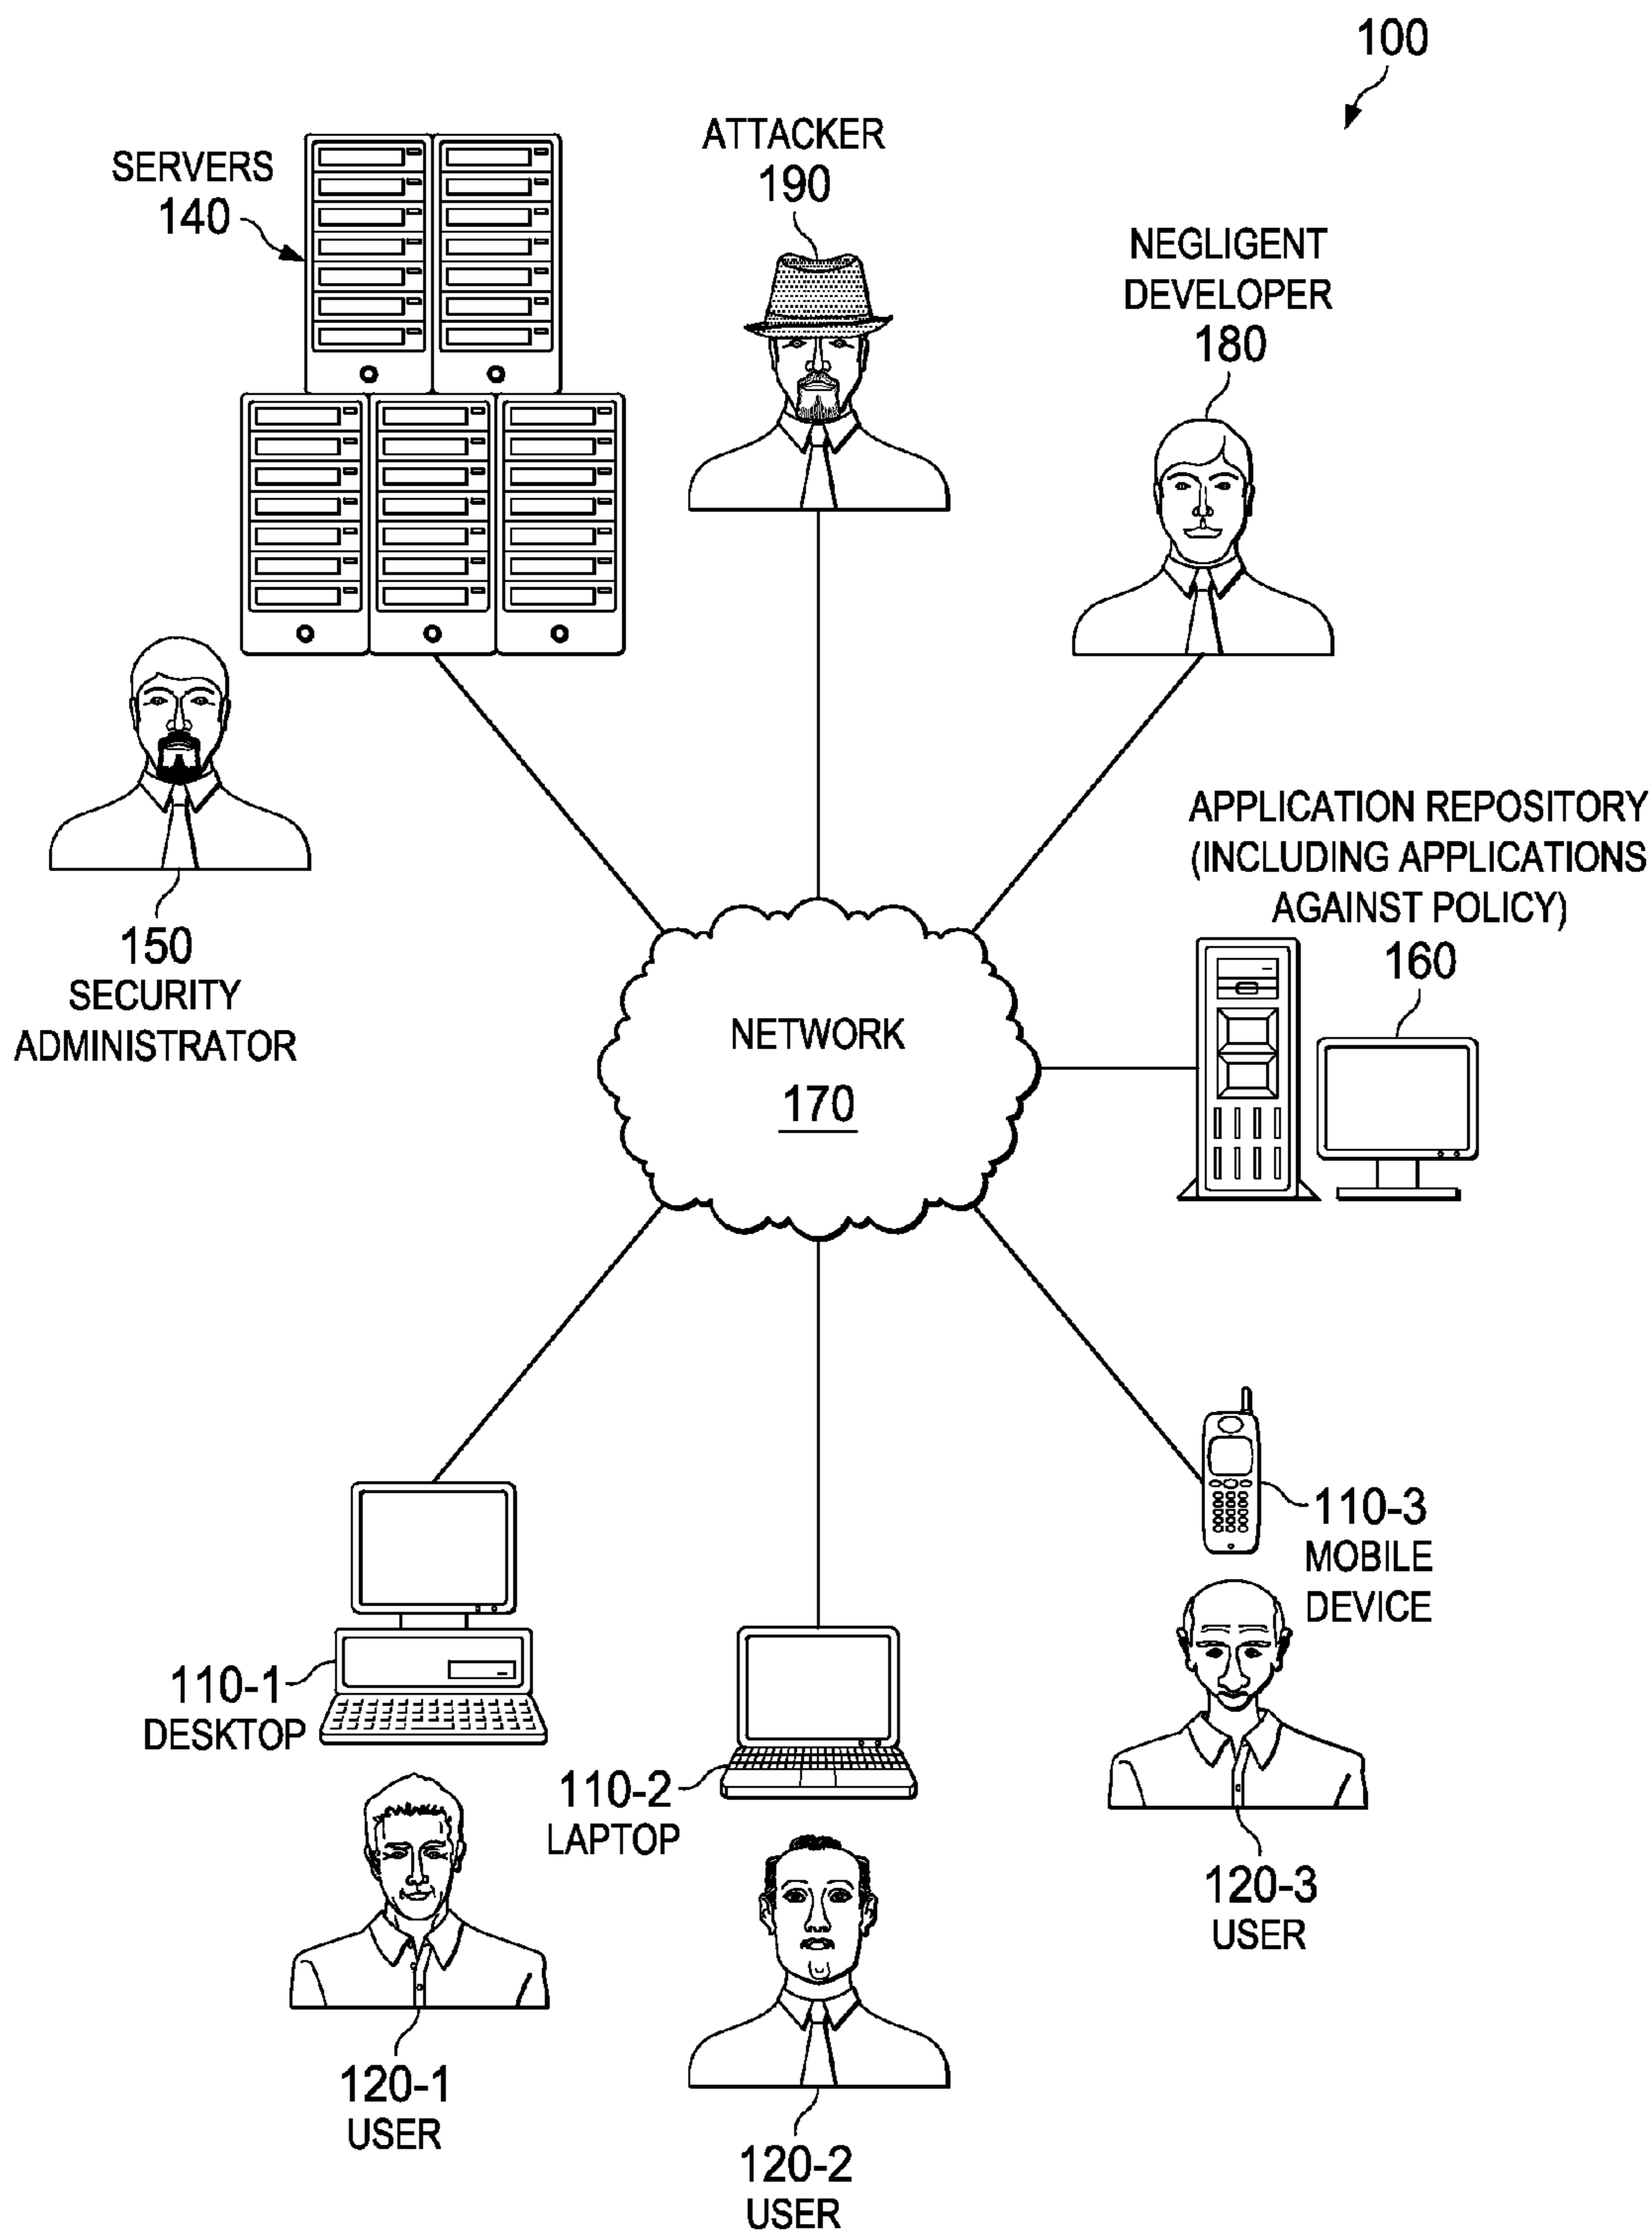 100
ATTACKER
190
SERVERS
140
NEGLIGENT
DEVELOPER
180
APPLICATION REPOSITORY
(INCLUDING APPLICATIONS
AGAINST POLICY)
160
150
SECURITY
ADMINISTRATOR
NETWORK
170
110-3
MOBILE
DEVICE
110-1
DESKTOP
110-2
LAPTOP
120-3
USER
120-1
USER
120-2
USER